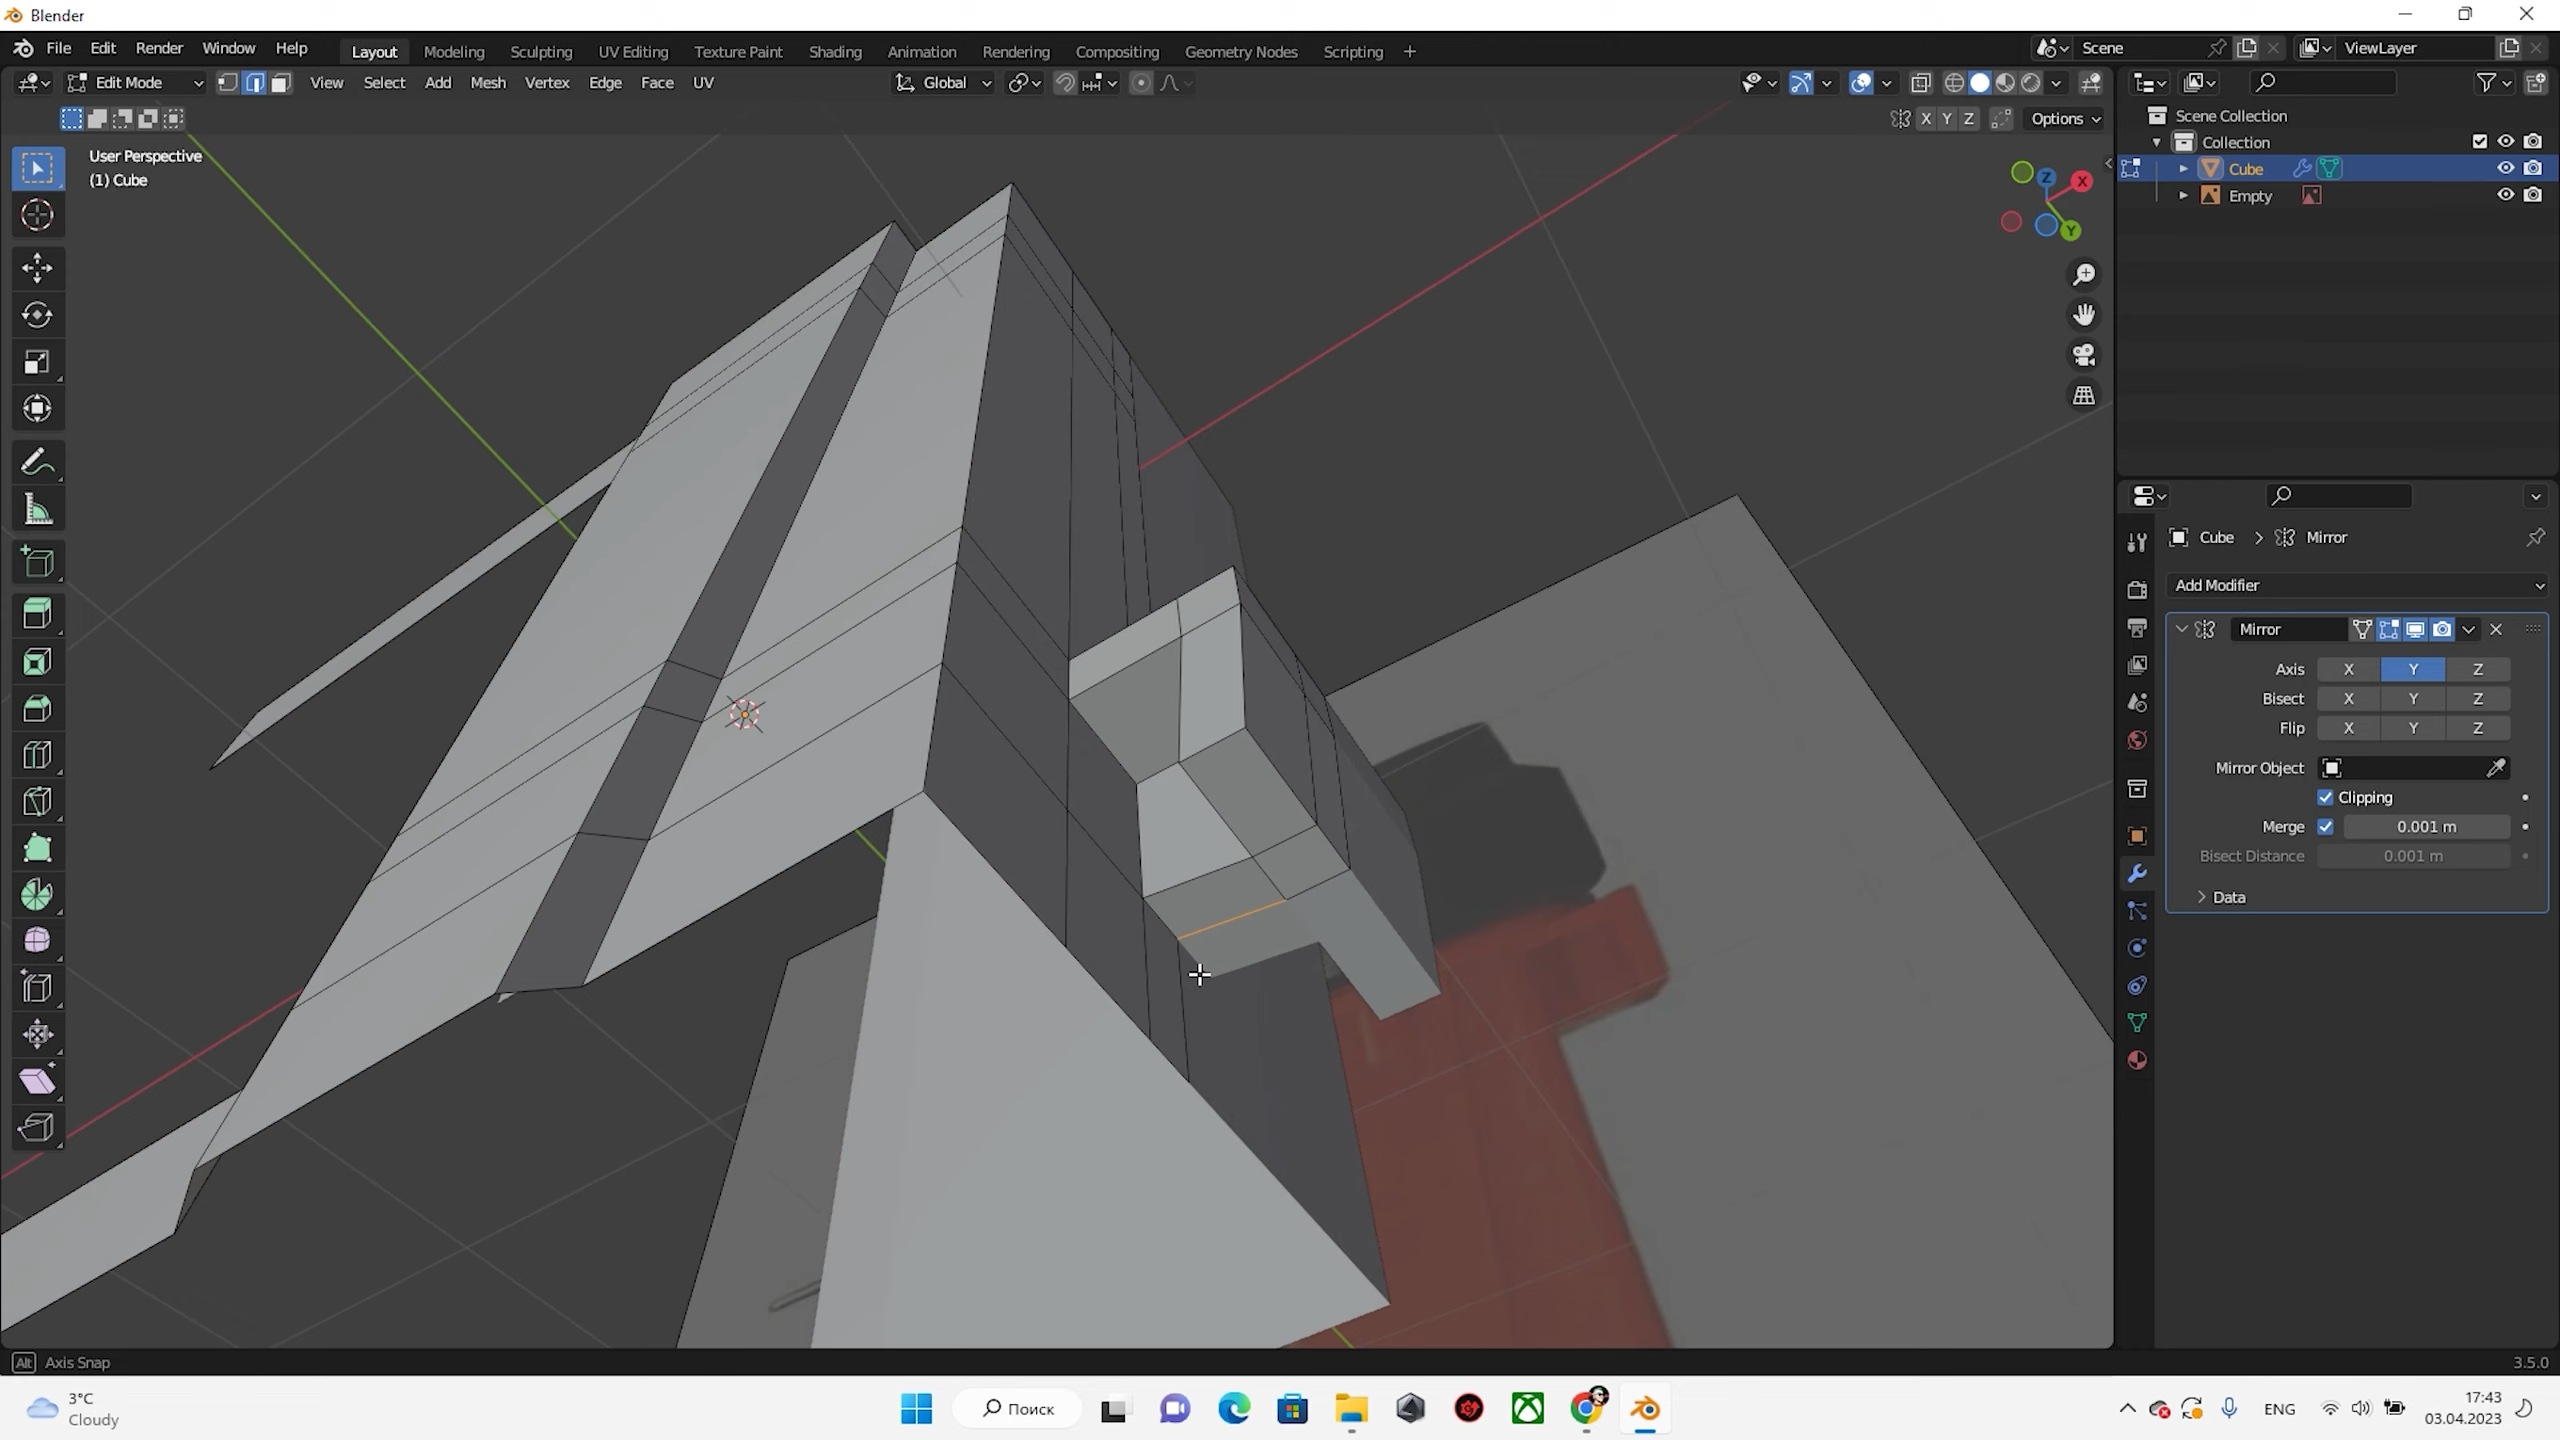 Blender
File Edit Render Window Help Layout Modeling Sculpting UV Editing Texture Paint Shading Animation Rendering Compositing Geometry Nodes Scripting + Scene ViewLayer
Edit Mode View Select Add Mesh Vertex Edge Face UV Global
X Y Z Options
User Perspective
(1) Cube
Z X Y
Scene Collection
Collection
Cube
Empty
Cube > Mirror
Add Modifier
Mirror
Axis X Y Z
Bisect X Y Z
Flip X Y Z
Mirror Object
Clipping
Merge 0.001 m
Bisect Distance 0.001 m
Data
Alt Axis Snap 3.5.0
3°C
Cloudy
Поиск
ENG
17:43
03.04.2023